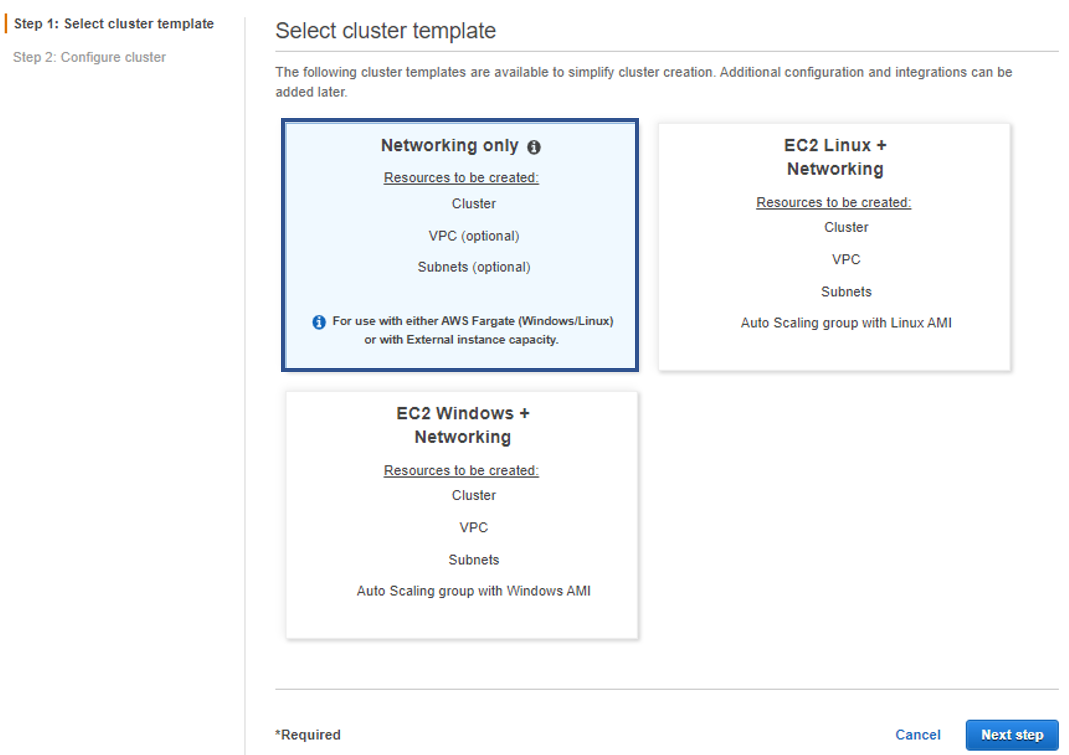 Step 1: Select cluster template
Step 2: Configure cluster
Select cluster template
The following cluster templates are available to simplify cluster creation. Additional configuration and integrations can be
added later.
Networking only
Resources to be created:
Cluster
VPC (optional)
Subnets (optional)
For use with either AWS Fargate (Windows/Linux)
or with External instance capacity.
EC2 Linux +
Networking
Resources to be created:
Cluster
VPC
Subnets
Auto Scaling group with Linux AMI
EC2 Windows +
Networking
Resources to be created:
Cluster
VPC
Subnets
Auto Scaling group with Windows AMI
*Required
Cancel
Next step